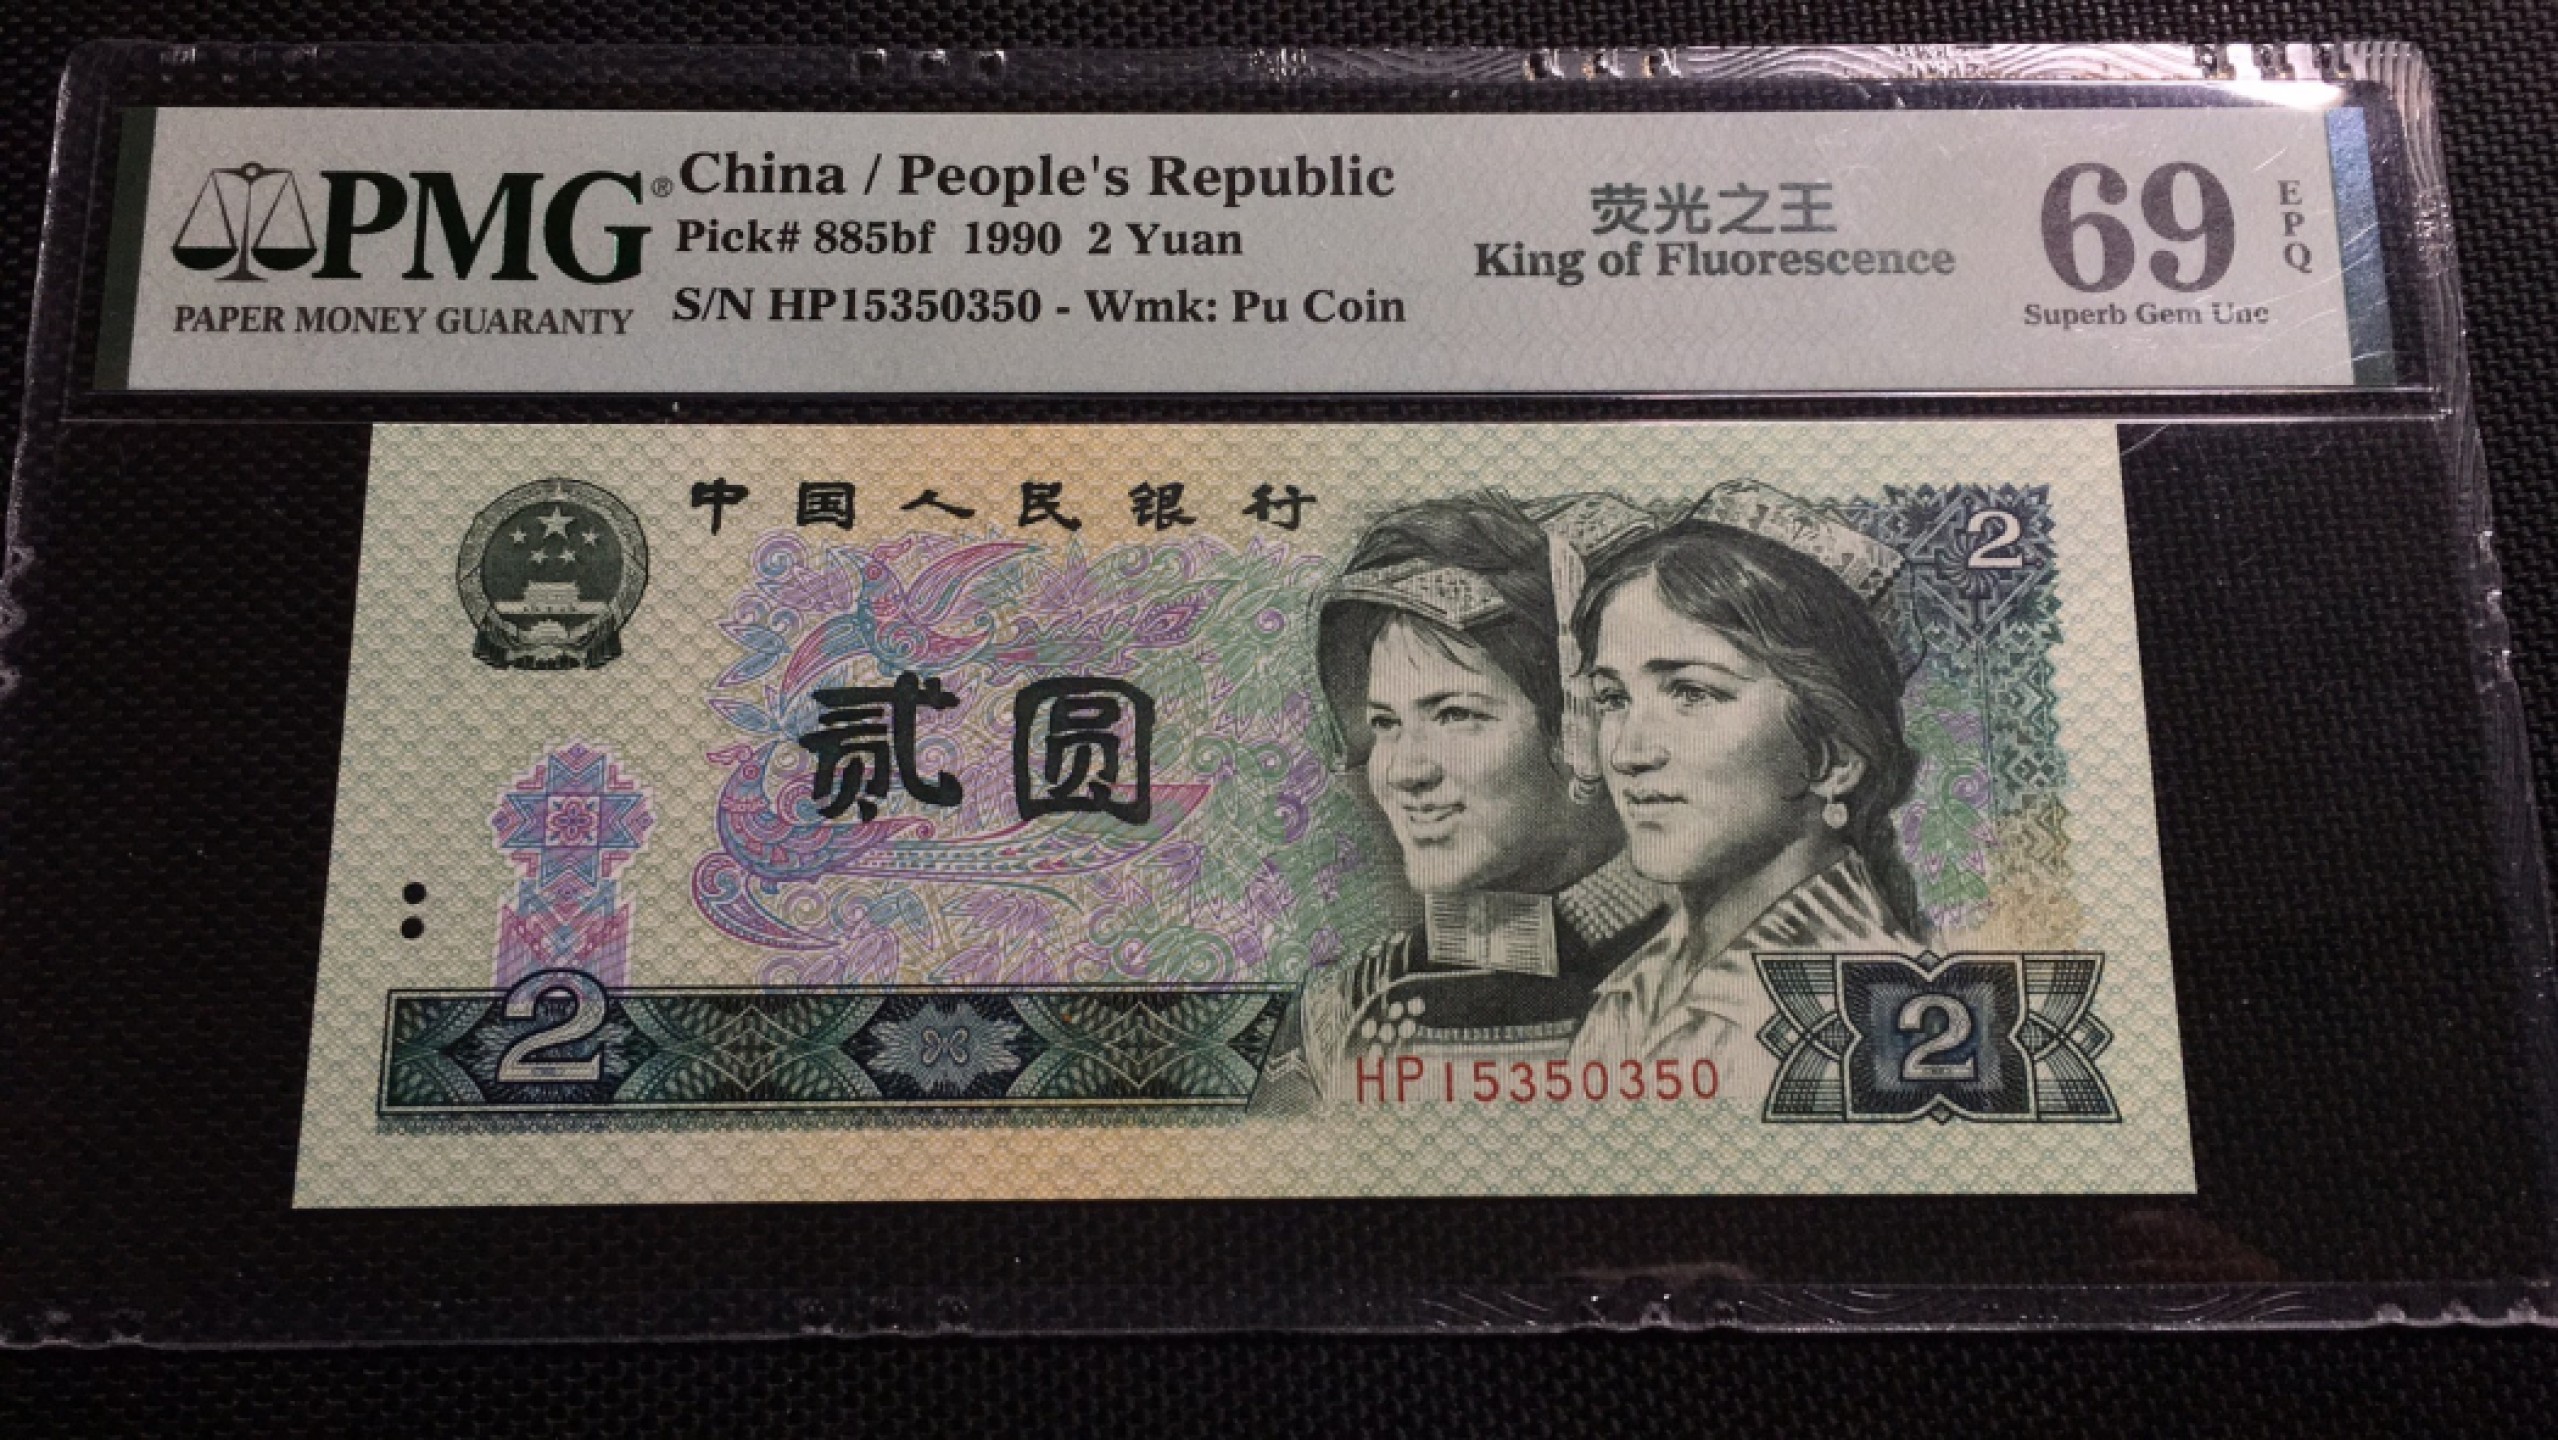 PMG®
PAPER MONEY GUARANTY
China / People's Republic
Pick# 885bf 1990 2 Yuan
S/N HP15350350 - Wmk: Pu Coin
荧光之王
King of Fluorescence
69
EPQ
Superb Gem Unc
中国人民银行
2
贰圆
2
HP15350350
2